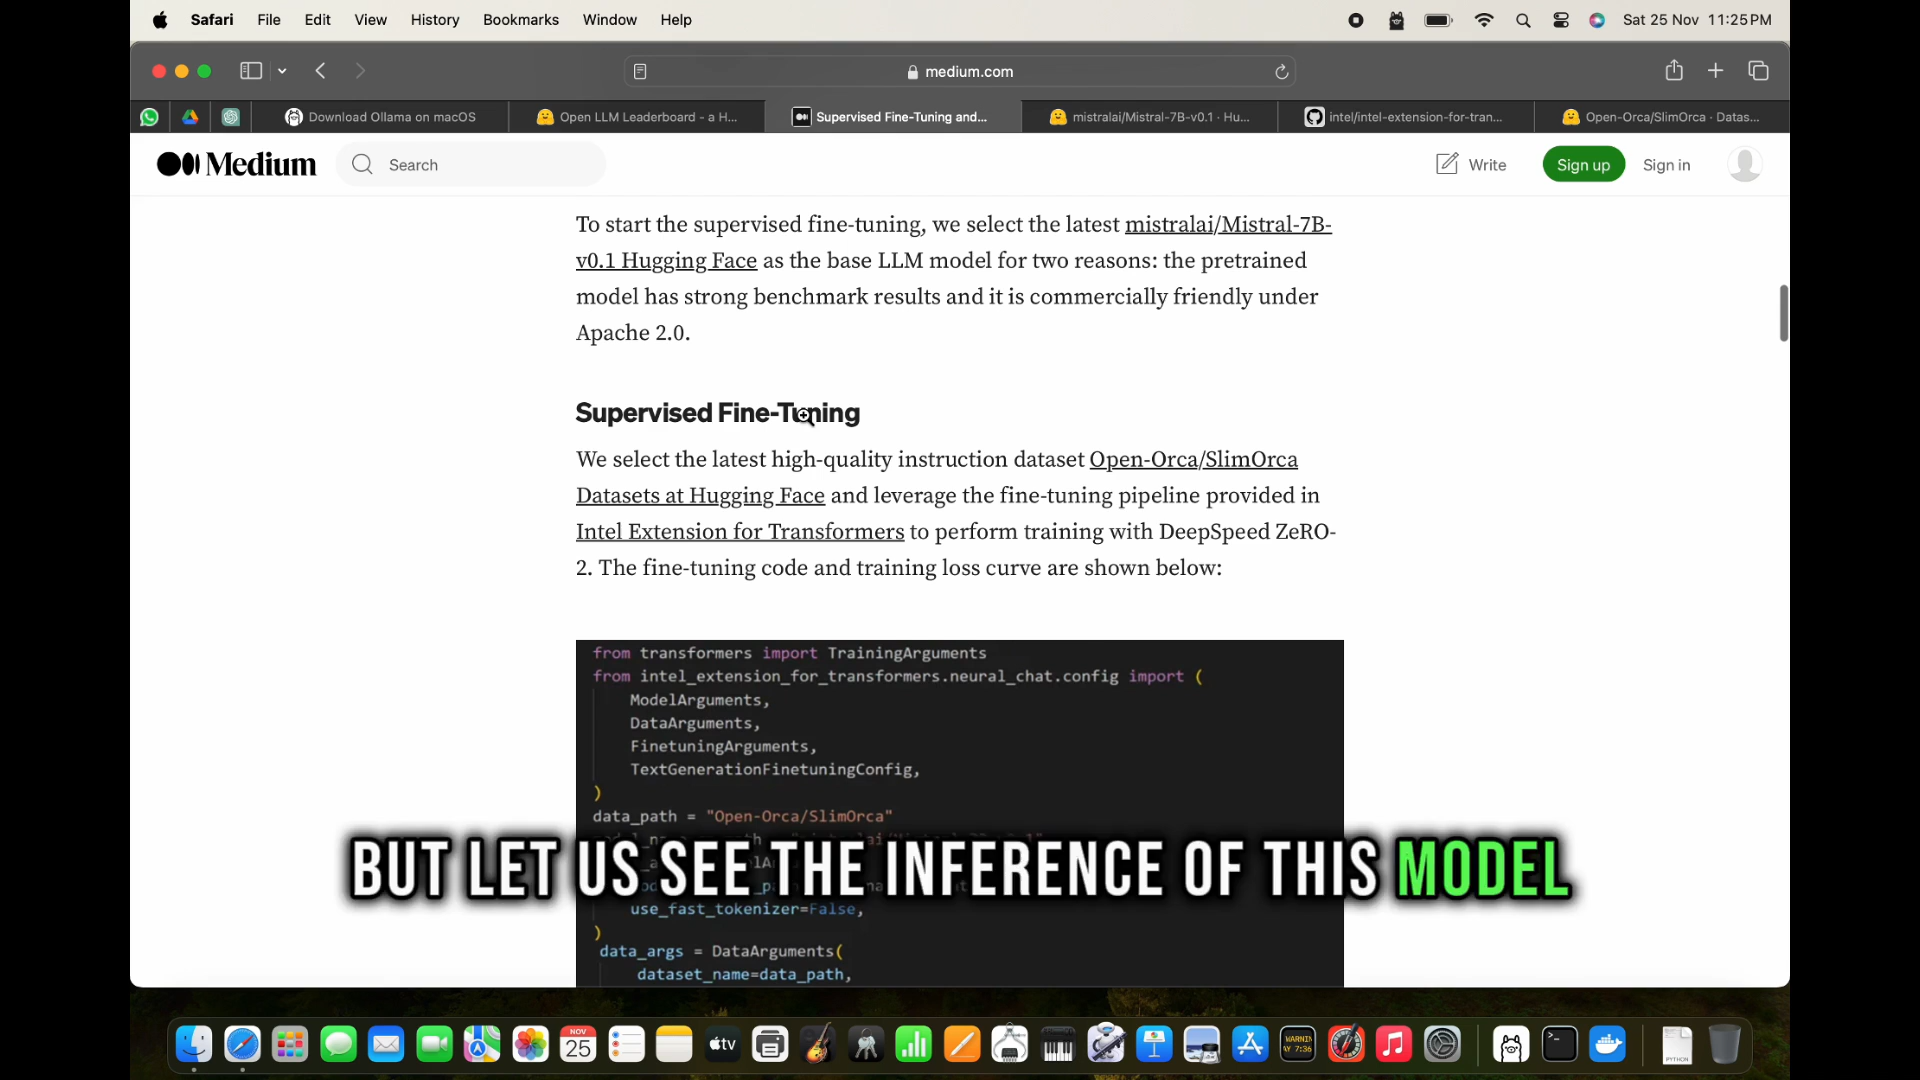 Safari File Edit View History Bookmarks Window Help Sat 25 Nov 11:25 PM
medium.com
Download Ollama on macOS Open LLM Leaderboard - a H... Supervised Fine-Tuning and... mistralai/Mistral-7B-v0.1 · Hu... intel/intel-extension-for-tran... Open-Orca/SlimOrca · Datas...
Medium Search Write Sign up Sign in
To start the supervised fine-tuning, we select the latest mistralai/Mistral-7B-
v0.1 Hugging Face as the base LLM model for two reasons: the pretrained
model has strong benchmark results and it is commercially friendly under
Apache 2.0.
Supervised Fine-Tuning
We select the latest high-quality instruction dataset Open-Orca/SlimOrca
Datasets at Hugging Face and leverage the fine-tuning pipeline provided in
Intel Extension for Transformers to perform training with DeepSpeed ZeRO-
2. The fine-tuning code and training loss curve are shown below:
from transformers import TrainingArguments
from intel_extension_for_transformers.neural_chat.config import (
ModelArguments,
DataArguments,
FinetuningArguments,
TextGenerationFinetuningConfig,
)
data_path = "Open-Orca/SlimOrca"
BUT LET US SEE THE INFERENCE OF THIS MODEL
use_fast_tokenizer=False,
)
data_args = DataArguments(
dataset_name=data_path,
NOV
25
tv
WARNIN
AY 7:36
PYTHON